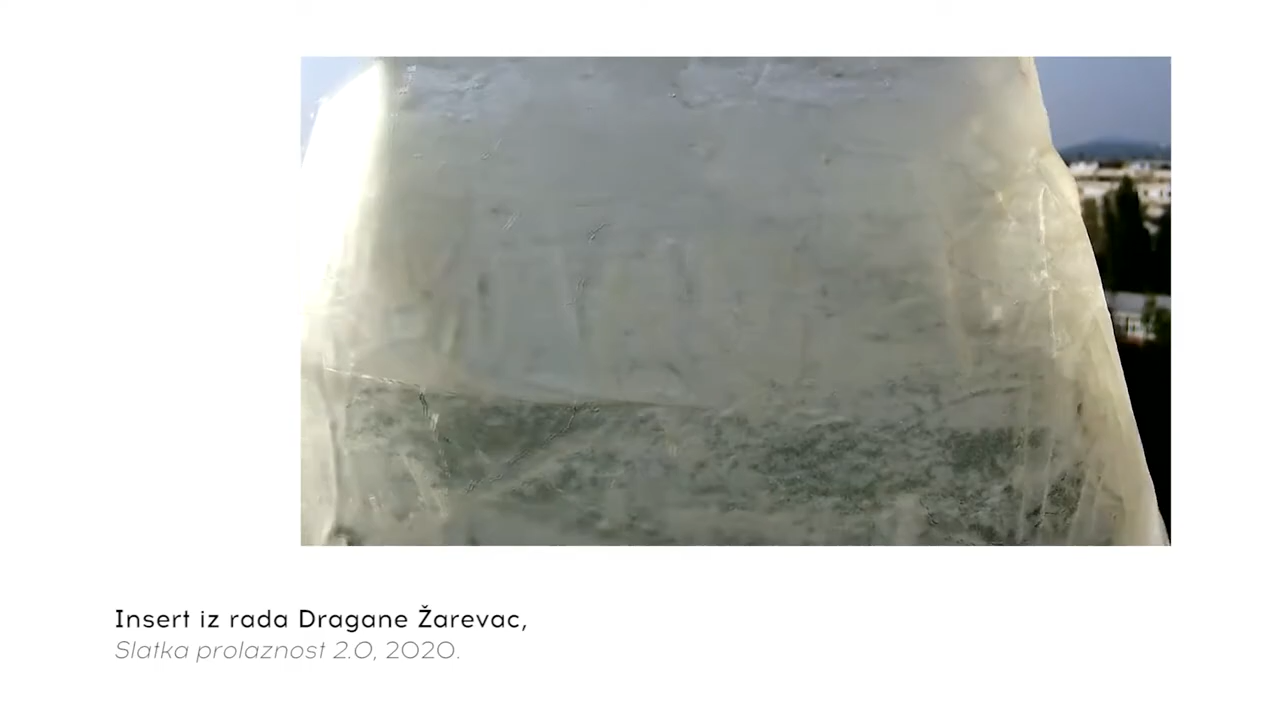 Insert iz rada Dragane Žarevac,
Slatka prolaznost 2.0, 2020.